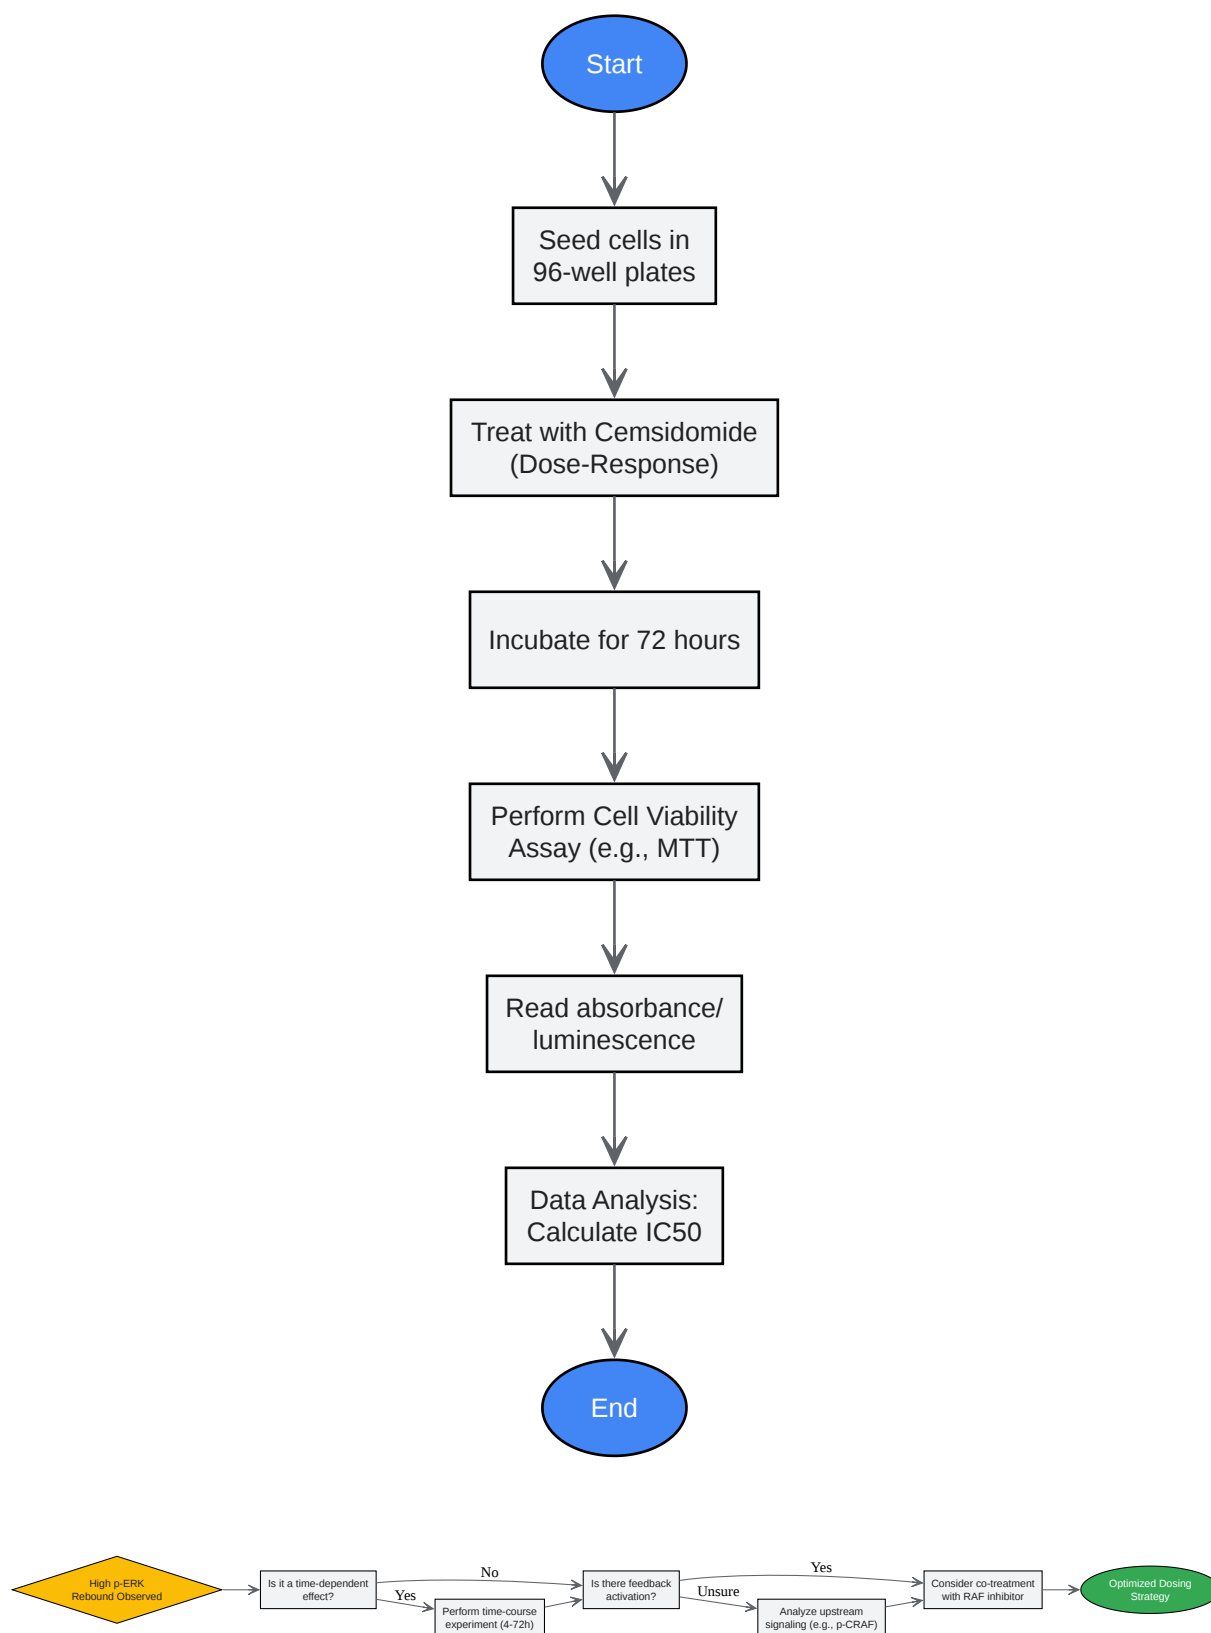 Start
Seed cells in
96-well plates
Treat with Cemsidomide
(Dose-Response)
Incubate for 72 hours
Perform Cell Viability
Assay (e.g., MTT)
Read absorbance/
luminescence
Data Analysis:
Calculate IC50
End
High p-ERK
Rebound Observed
Is it a time-dependent
effect?
No
Yes
Perform time-course
experiment (4-72h)
Is there feedback
activation?
Yes
Unsure
Analyze upstream
signaling (e.g., p-CRAF)
Consider co-treatment
with RAF inhibitor
Optimized Dosing
Strategy